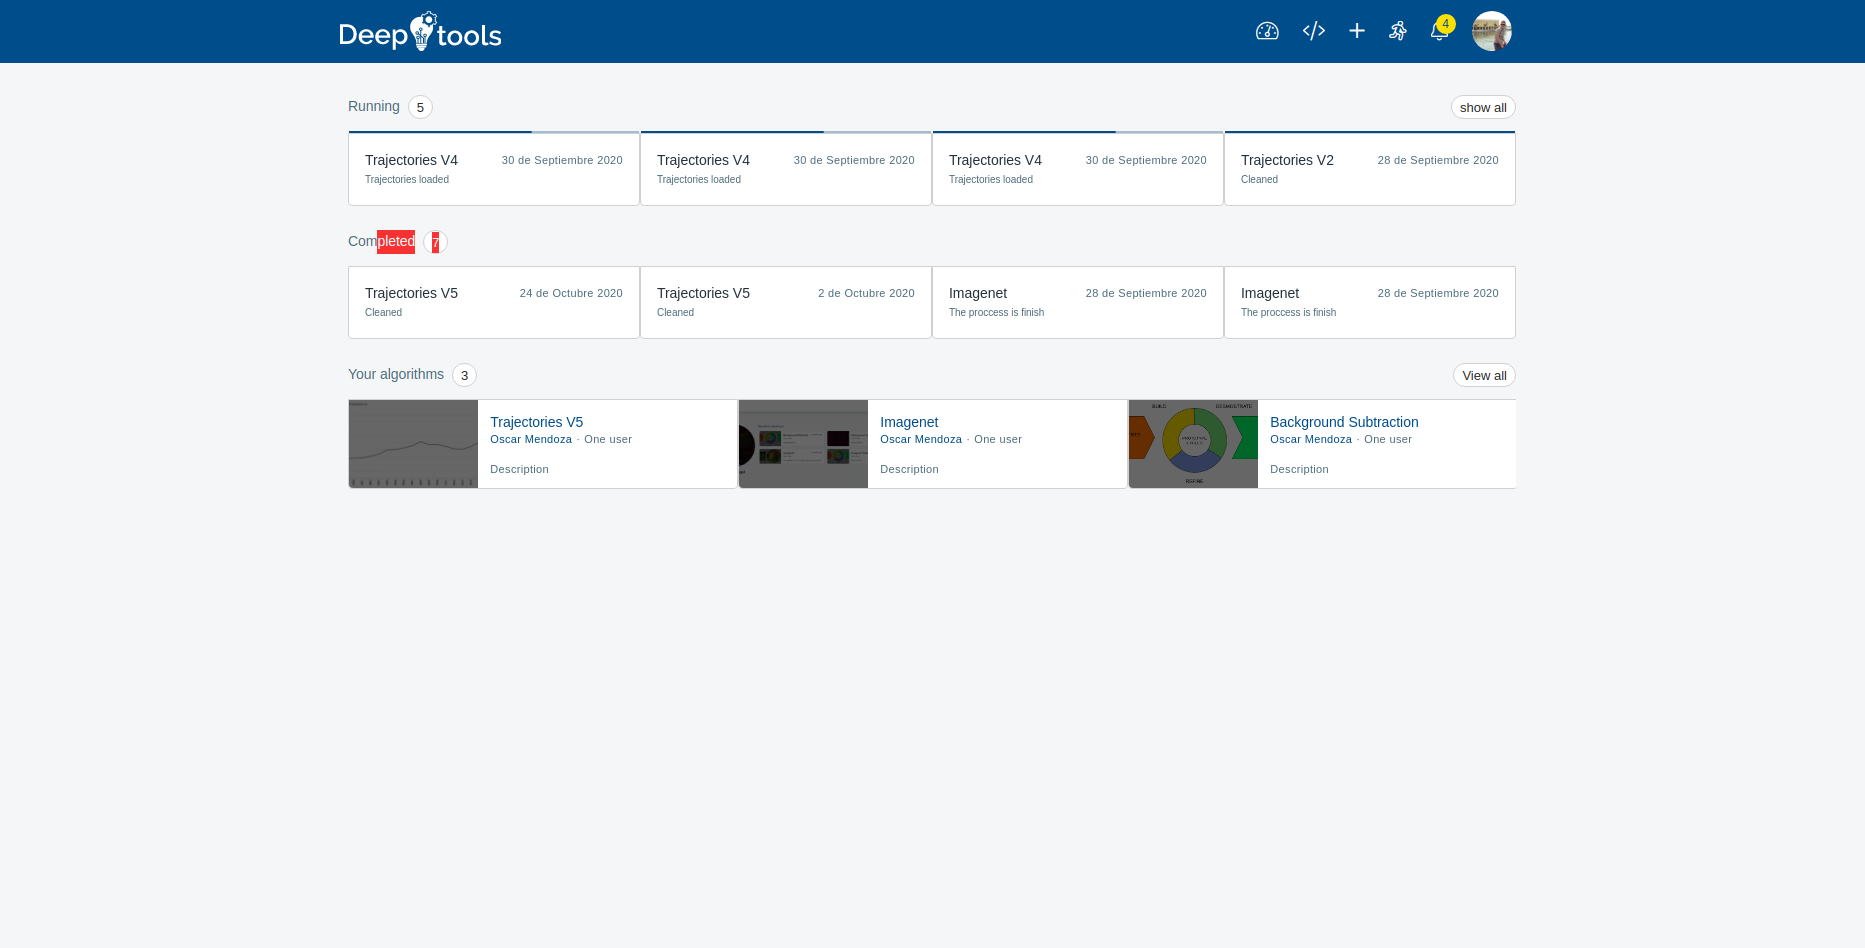 Deep tools
4
Running 5 show all
Trajectories V4 30 de Septiembre 2020
Trajectories loaded
Trajectories V4 30 de Septiembre 2020
Trajectories loaded
Trajectories V4 30 de Septiembre 2020
Trajectories loaded
Trajectories V2 28 de Septiembre 2020
Cleaned
Completed 7
Trajectories V5 24 de Octubre 2020
Cleaned
Trajectories V5 2 de Octubre 2020
Cleaned
Imagenet 28 de Septiembre 2020
The proccess is finish
Imagenet 28 de Septiembre 2020
The proccess is finish
Your algorithms 3 View all
Trajectories V5
Oscar Mendoza · One user
Description
Imagenet
Oscar Mendoza · One user
Description
BUILD
REFINE
Background Subtraction
Oscar Mendoza · One user
Description